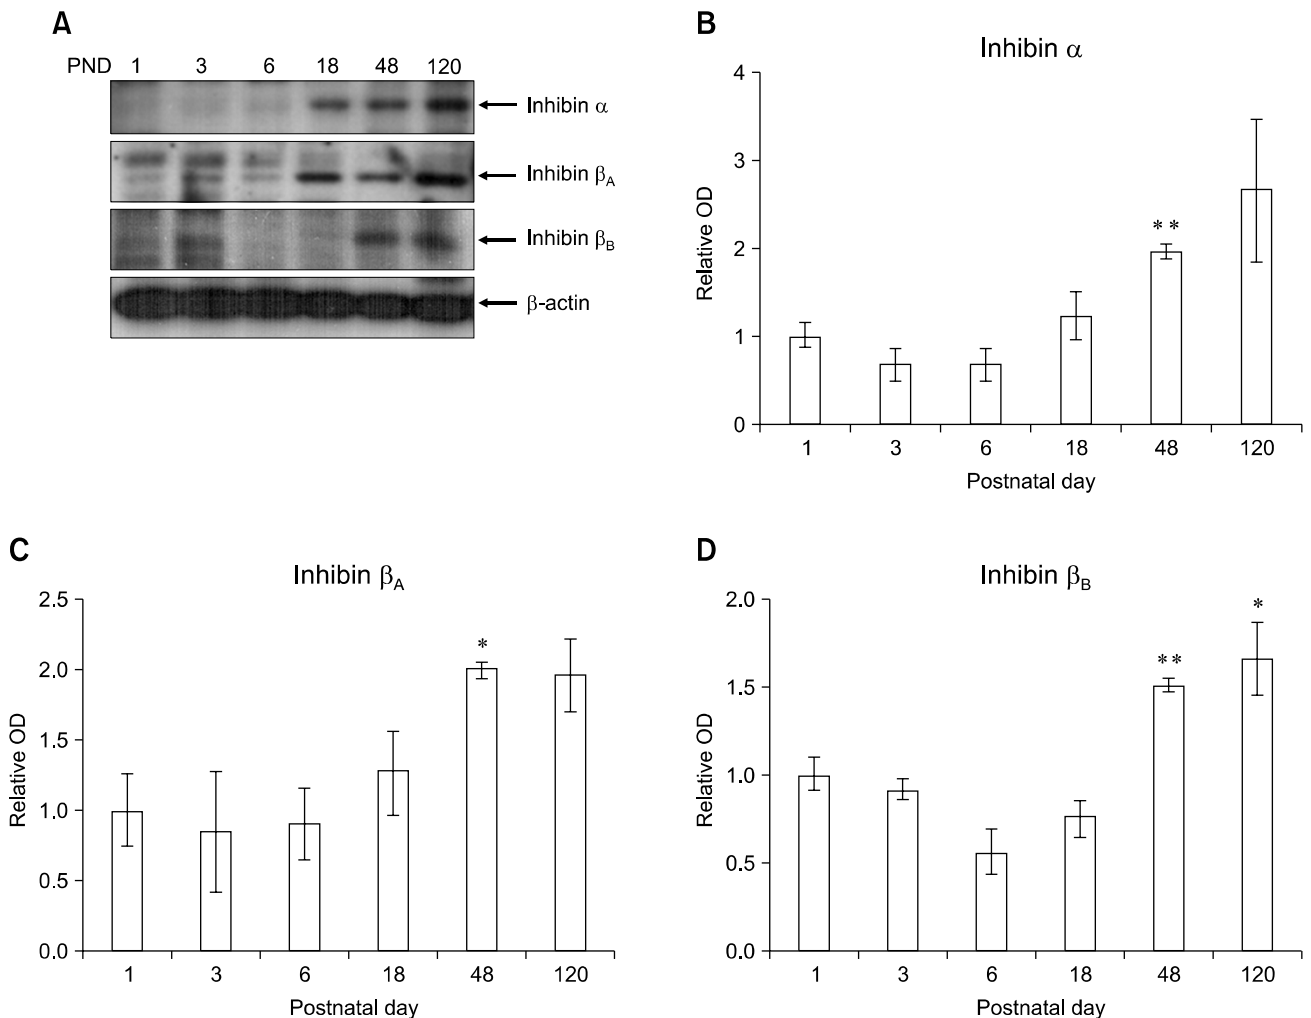 A
PND 1 3 6 18 48 120
Inhibin α
Inhibin βA
Inhibin βB
β-actin
B
Inhibin α
Relative OD
4
3
2
1
0
**
1 3 6 18 48 120
Postnatal day
C
Inhibin βA
Relative OD
2.5
2.0
1.5
1.0
0.5
0.0
*
1 3 6 18 48 120
Postnatal day
D
Inhibin βB
Relative OD
2.0
1.5
1.0
0.5
0.0
**
*
1 3 6 18 48 120
Postnatal day